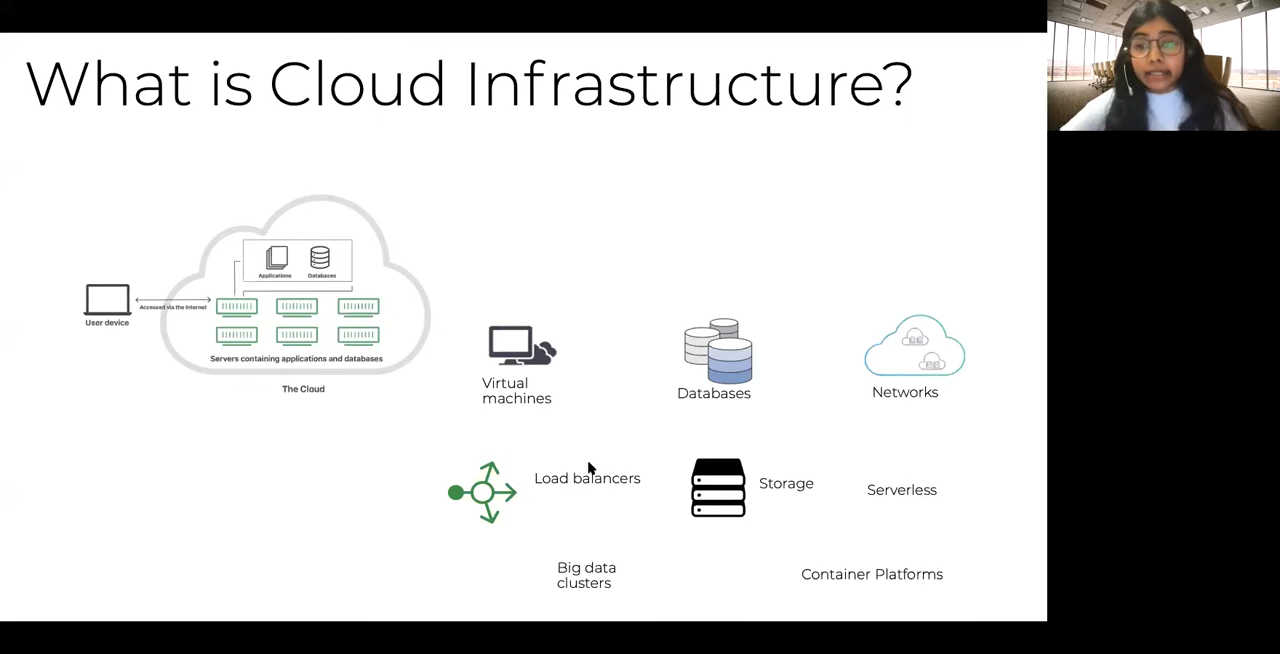 What is Cloud Infrastructure?
Applications
Databases
Accessed via the Internet
User device
Servers containing applications and databases
The Cloud
Virtual
machines
Databases
Networks
Load balancers
Storage
Serverless
Big data
clusters
Container Platforms